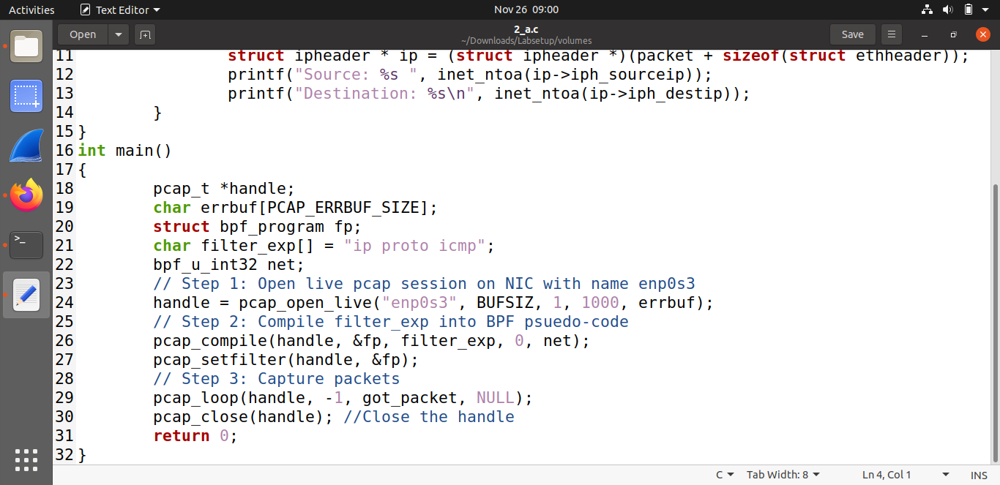 Activities Text Editor Nov 26 09:00
Open 2_a.c Save
~/Downloads/Labsetup/volumes
11 struct ipheader * ip = (struct ipheader *)(packet + sizeof(struct ethheader));
12 printf("Source: %s ", inet_ntoa(ip->iph_sourceip));
13 printf("Destination: %s\n", inet_ntoa(ip->iph_destip));
14 }
15 }
16 int main()
17 {
18 pcap_t *handle;
19 char errbuf[PCAP_ERRBUF_SIZE];
20 struct bpf_program fp;
21 char filter_exp[] = "ip proto icmp";
22 bpf_u_int32 net;
23 // Step 1: Open live pcap session on NIC with name enp0s3
24 handle = pcap_open_live("enp0s3", BUFSIZ, 1, 1000, errbuf);
25 // Step 2: Compile filter_exp into BPF psuedo-code
26 pcap_compile(handle, &fp, filter_exp, 0, net);
27 pcap_setfilter(handle, &fp);
28 // Step 3: Capture packets
29 pcap_loop(handle, -1, got_packet, NULL);
30 pcap_close(handle); //Close the handle
31 return 0;
32 }
C Tab Width: 8 Ln 4, Col 1 INS